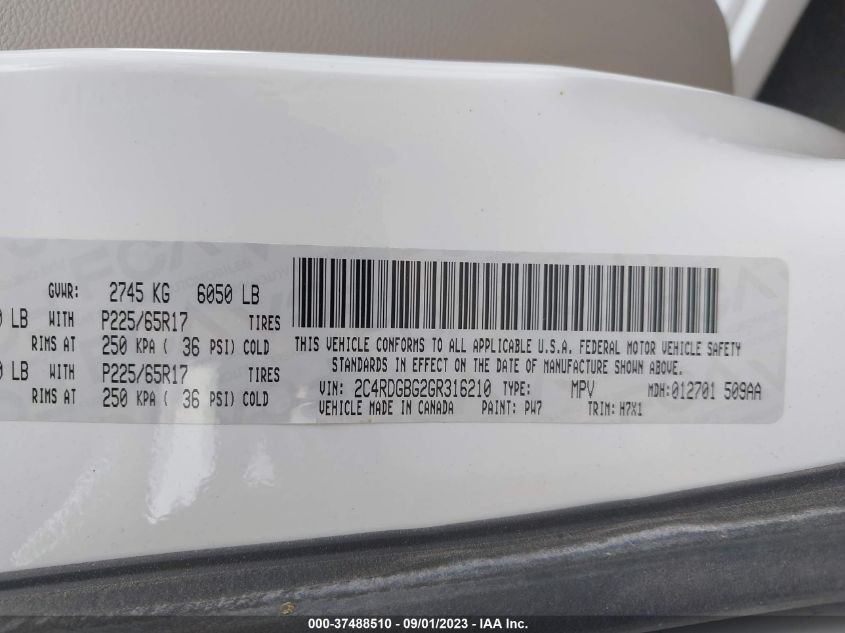 GVWR: 2745 KG 6050 LB
LB WITH P225/65R17 TIRES
RIMS AT 250 KPA ( 36 PSI) COLD
LB WITH P225/65R17 TIRES
RIMS AT 250 KPA ( 36 PSI) COLD
THIS VEHICLE CONFORMS TO ALL APPLICABLE U.S.A. FEDERAL MOTOR VEHICLE SAFETY
STANDARDS IN EFFECT ON THE DATE OF MANUFACTURE SHOWN ABOVE.
VIN: 2C4RDGBG2GR316210 TYPE: MPV MDH:012701 509AA
VEHICLE MADE IN CANADA PAINT: PW7 TRIM: H7X1
000-37488510 - 09/01/2023 - IAA Inc.